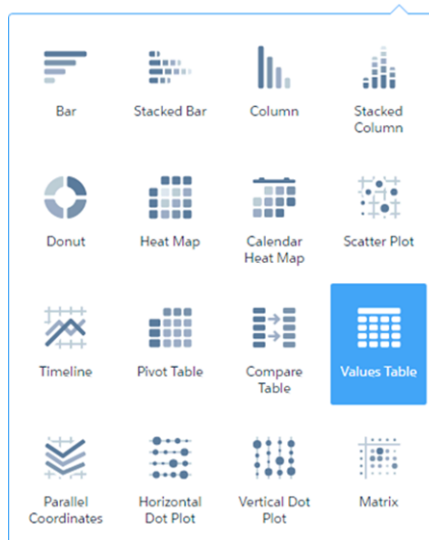 Bar
Stacked Bar
Column
Stacked
Column
Donut
Heat Map
Calendar
Heat Map
Scatter Plot
Timeline
Pivot Table
Compare
Table
Values Table
Parallel
Coordinates
Horizontal
Dot Plot
Vertical Dot
Plot
Matrix